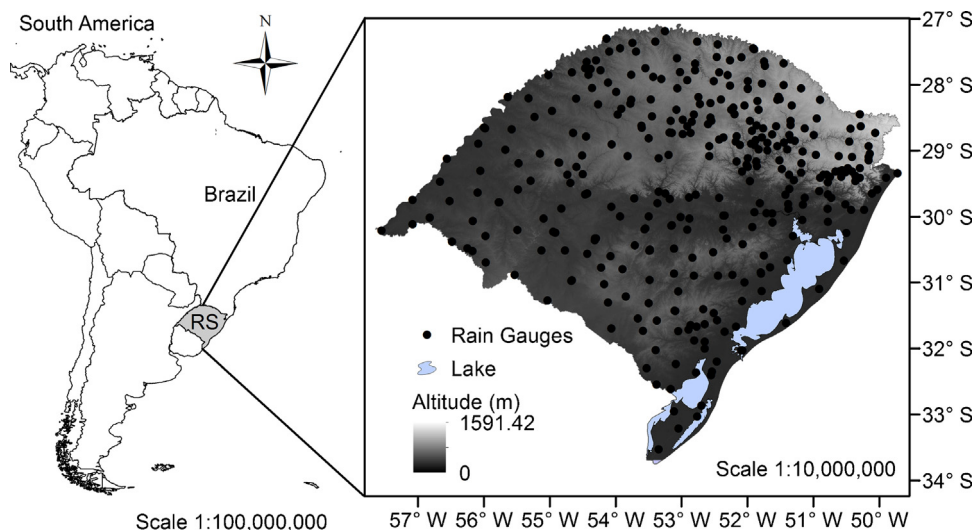 South America
N
Brazil
RS
Scale 1:100,000,000
Rain Gauges
Lake
Altitude (m)
1591.42
0
Scale 1:10,000,000
27° S
28° S
29° S
30° S
31° S
32° S
33° S
34° S
57° W 56° W 55° W 54° W 53° W 52° W 51° W 50° W